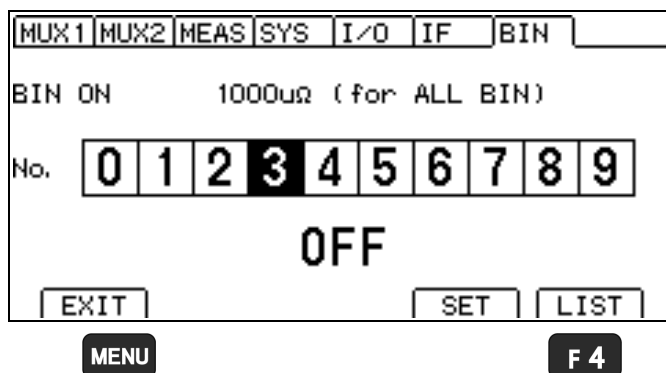 MUX1 MUX2 MEAS SYS I/O IF BIN
BIN ON 1000uΩ (for ALL BIN)
No. 0 1 2 3 4 5 6 7 8 9
OFF
EXIT SET LIST
MENU F 4